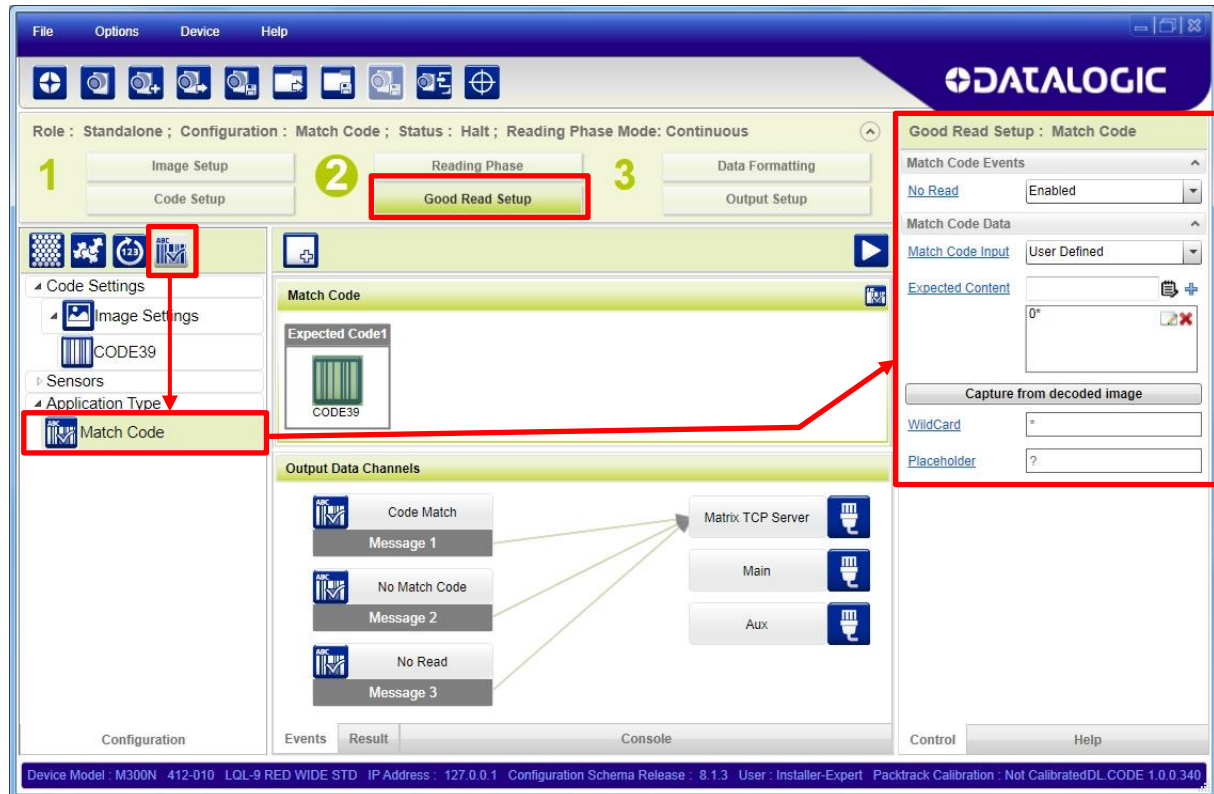 File Options Device Help
DATALOGIC
Role : Standalone ; Configuration : Match Code ; Status : Halt ; Reading Phase Mode: Continuous
1
Image Setup
Code Setup
2
Reading Phase
Good Read Setup
3
Data Formatting
Output Setup
123
ABC
Code Settings
Image Settings
CODE39
Sensors
Application Type
ABC
Match Code
Configuration
Match Code
Expected Code1
CODE39
Output Data Channels
ABC
Code Match
Message 1
ABC
No Match Code
Message 2
ABC
No Read
Message 3
Matrix TCP Server
Main
Aux
Events Result Console
Good Read Setup : Match Code
Match Code Events
No Read Enabled
Match Code Data
Match Code Input User Defined
Expected Content
0*
Capture from decoded image
WildCard *
Placeholder ?
Control Help
Device Model : M300N 412-010 LQL-9 RED WIDE STD IP Address : 127.0.0.1 Configuration Schema Release : 8.1.3 User : Installer-Expert Packtrack Calibration : Not CalibratedDL.CODE 1.0.0.340